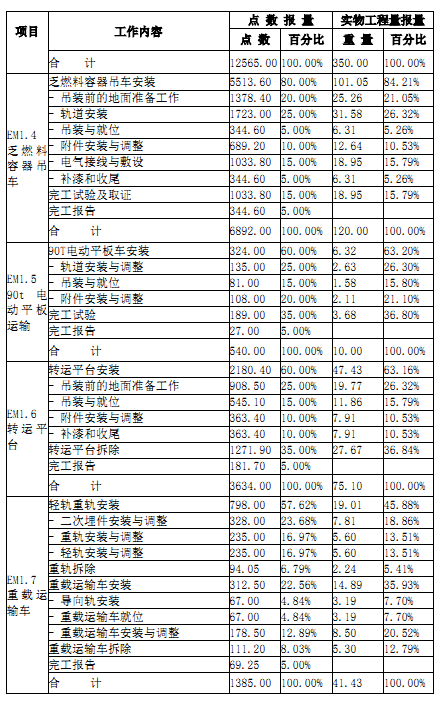 项目 工作内容 点 数 报 量 实物工程量报量
点 数 百分比 重 量 百分比
合 计 12565.00 100.00% 350.00 100.00%
EM1.4 乏燃料容器吊车
乏燃料容器吊车安装 5513.60 80.00% 101.05 84.21%
- 吊装前的地面准备工作 1378.40 20.00% 25.26 21.05%
- 轨道安装 1723.00 25.00% 31.58 26.32%
- 吊装与就位 344.60 5.00% 6.31 5.26%
- 附件安装与调整 689.20 10.00% 12.64 10.53%
- 电气接线与敷设 1033.80 15.00% 18.95 15.79%
- 补漆和收尾 344.60 5.00% 6.31 5.26%
完工试验及取证 1033.80 15.00% 18.95 15.79%
完工报告 344.60 5.00%
合 计 6892.00 100.00% 120.00 100.00%
EM1.5 90t 电动平板运输
90T电动平板车安装 324.00 60.00% 6.32 63.20%
- 轨道安装与调整 135.00 25.00% 2.63 26.30%
- 吊装与就位 81.00 15.00% 1.58 15.80%
- 附件安装与调整 108.00 20.00% 2.11 21.10%
完工试验 189.00 35.00% 3.68 36.80%
完工报告 27.00 5.00%
合 计 540.00 100.00% 10.00 100.00%
EM1.6 转运平台
转运平台安装 2180.40 60.00% 47.43 63.16%
- 吊装前的地面准备工作 908.50 25.00% 19.77 26.32%
- 吊装与就位 545.10 15.00% 11.86 15.79%
- 附件安装与调整 363.40 10.00% 7.91 10.53%
- 补漆和收尾 363.40 10.00% 7.91 10.53%
转运平台拆除 1271.90 35.00% 27.67 36.84%
完工报告 181.70 5.00%
合 计 3634.00 100.00% 75.10 100.00%
EM1.7 重载运输车
轻轨重轨安装 798.00 57.62% 19.01 45.88%
- 二次埋件安装与调整 328.00 23.68% 7.81 18.86%
- 重轨安装与调整 235.00 16.97% 5.60 13.51%
- 轻轨安装与调整 235.00 16.97% 5.60 13.51%
重轨拆除 94.05 6.79% 2.24 5.41%
重载运输车安装 312.50 22.56% 14.89 35.93%
- 导向轨安装 67.00 4.84% 3.19 7.70%
- 重载运输车就位 67.00 4.84% 3.19 7.70%
- 重载运输车安装与调整 178.50 12.89% 8.50 20.52%
重载运输车拆除 111.20 8.03% 5.30 12.79%
完工报告 69.25 5.00%
合 计 1385.00 100.00% 41.43 100.00%